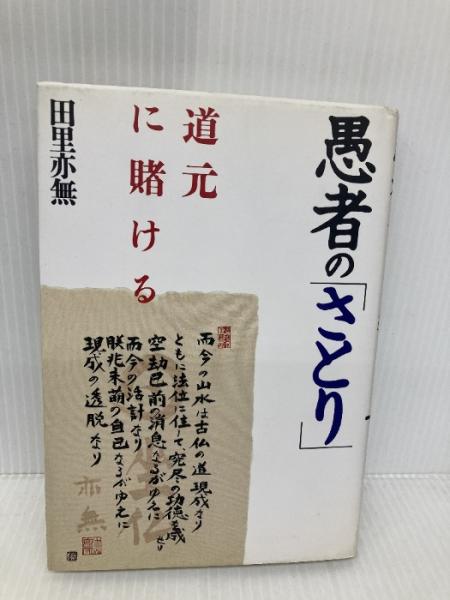 愚者の「さとり」
道元
に賭ける
田里亦無
而今の山水は古仏の道現成なり
ともに法位に住して、究尽の功徳を成
せり
空劫已前の消息なるがゆえに
而今の活計なり
朕兆未萌の自己なるがゆえに
現成の透脱なり
亦無